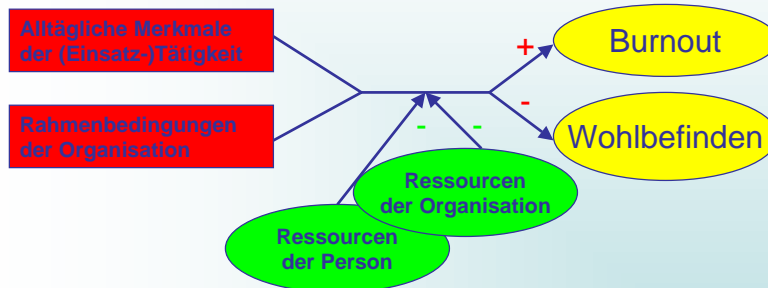 Alltägliche Merkmale
der (Einsatz-)Tätigkeit
Rahmenbedingungen
der Organisation
+
Burnout
-
Wohlbefinden
-
-
Ressourcen
der Organisation
Ressourcen
der Person